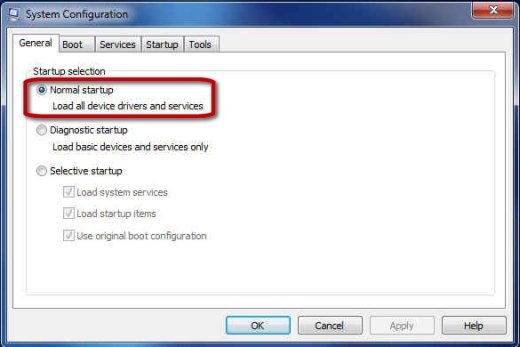 System Configuration
General Boot Services Startup Tools
Startup selection
Normal startup
Load all device drivers and services
Diagnostic startup
Load basic devices and services only
Selective startup
Load system services
Load startup items
Use original boot configuration
OK Cancel Apply Help